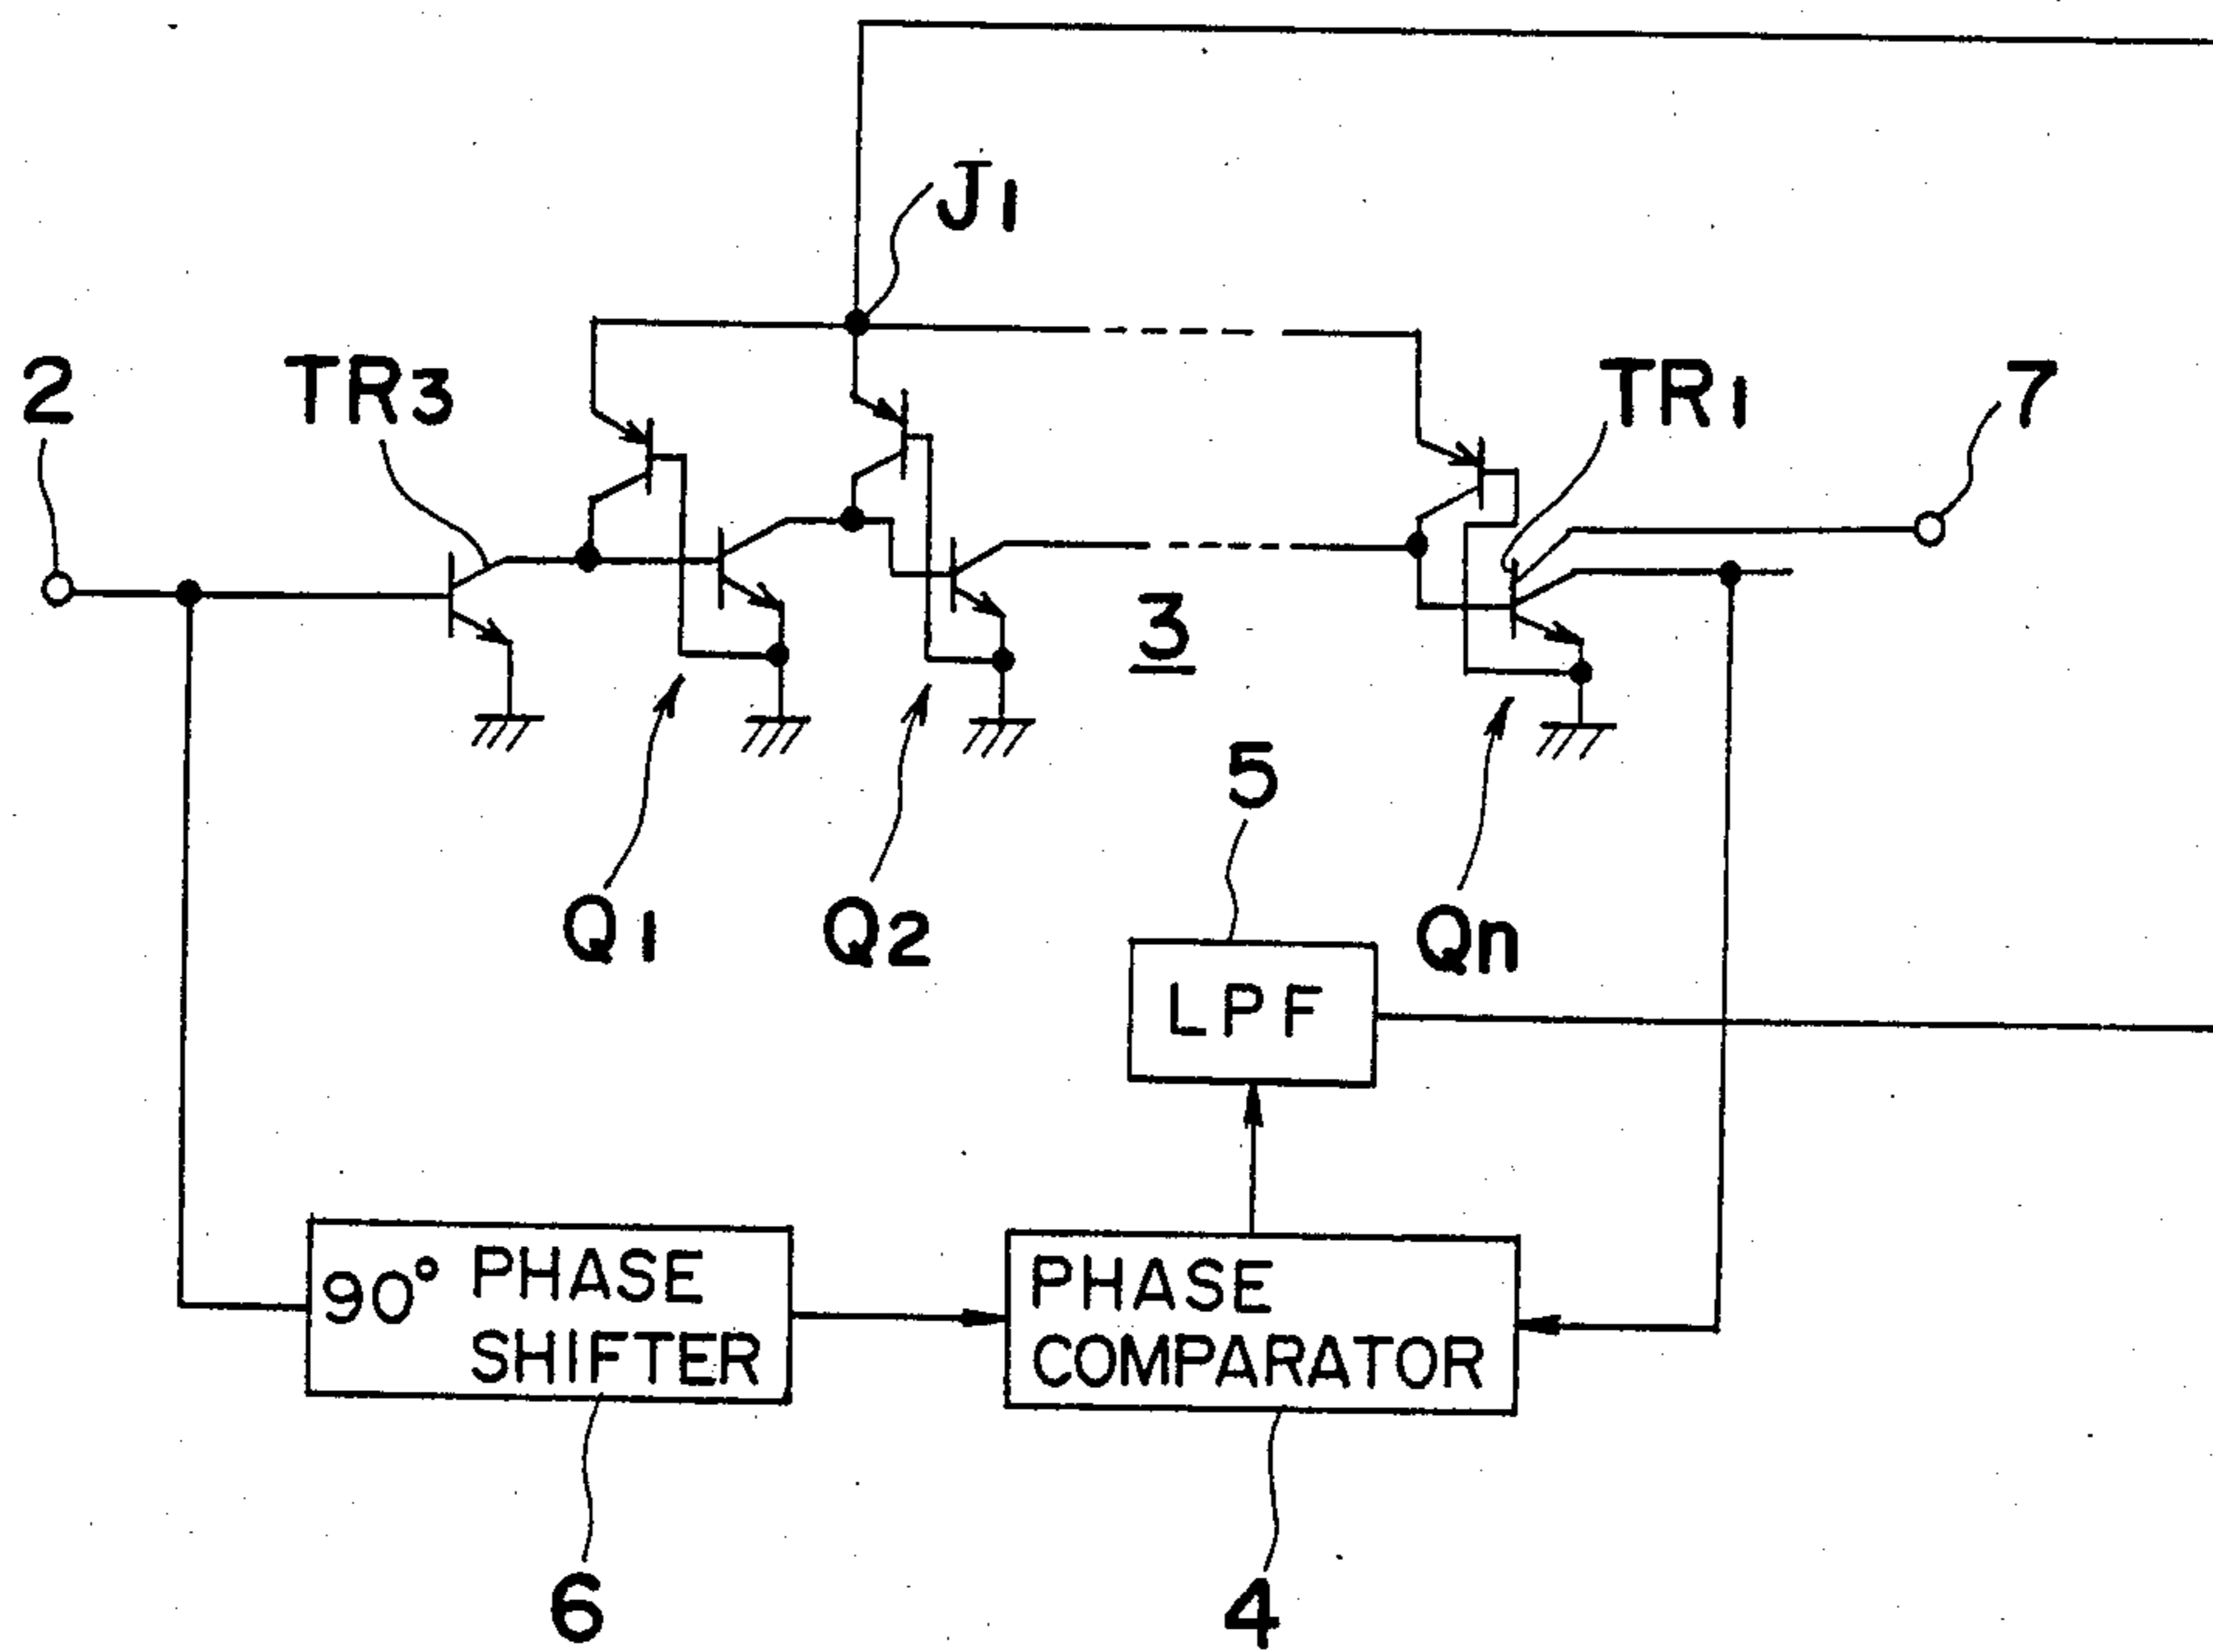 J1
2
TR3
TR1
7
3
5
Q1
Q2
Qn
LPF
90° PHASE
SHIFTER
PHASE
COMPARATOR
6
4